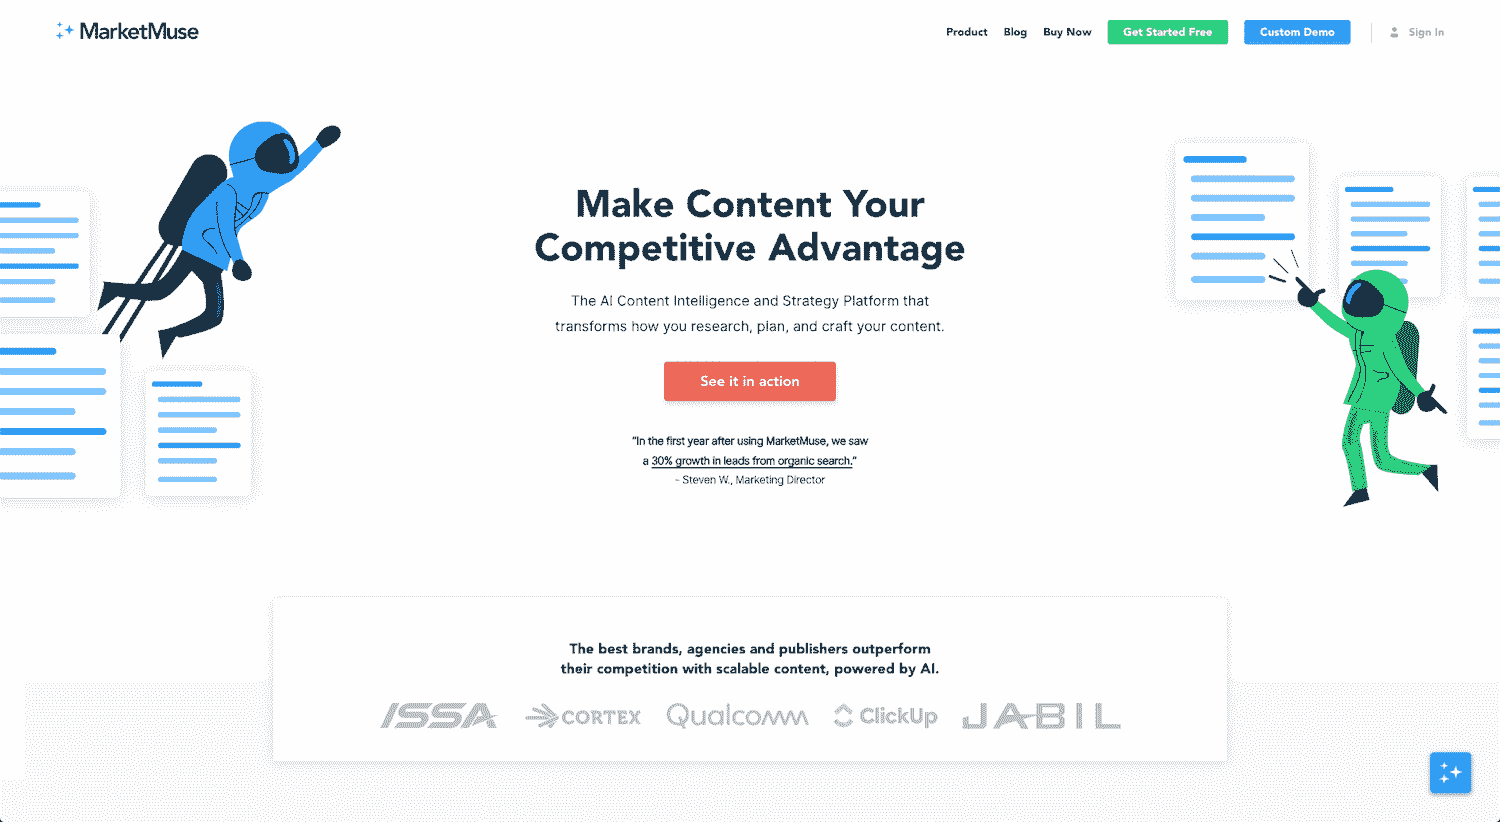 MarketMuse
Product Blog Buy Now Get Started Free Custom Demo Sign In
Make Content Your
Competitive Advantage
The AI Content Intelligence and Strategy Platform that
transforms how you research, plan, and craft your content.
See it in action
“In the first year after using MarketMuse, we saw
a 30% growth in leads from organic search.”
- Steven W., Marketing Director
The best brands, agencies and publishers outperform
their competition with scalable content, powered by AI.
ISSA CORTEX Qualcomm ClickUp JABIL